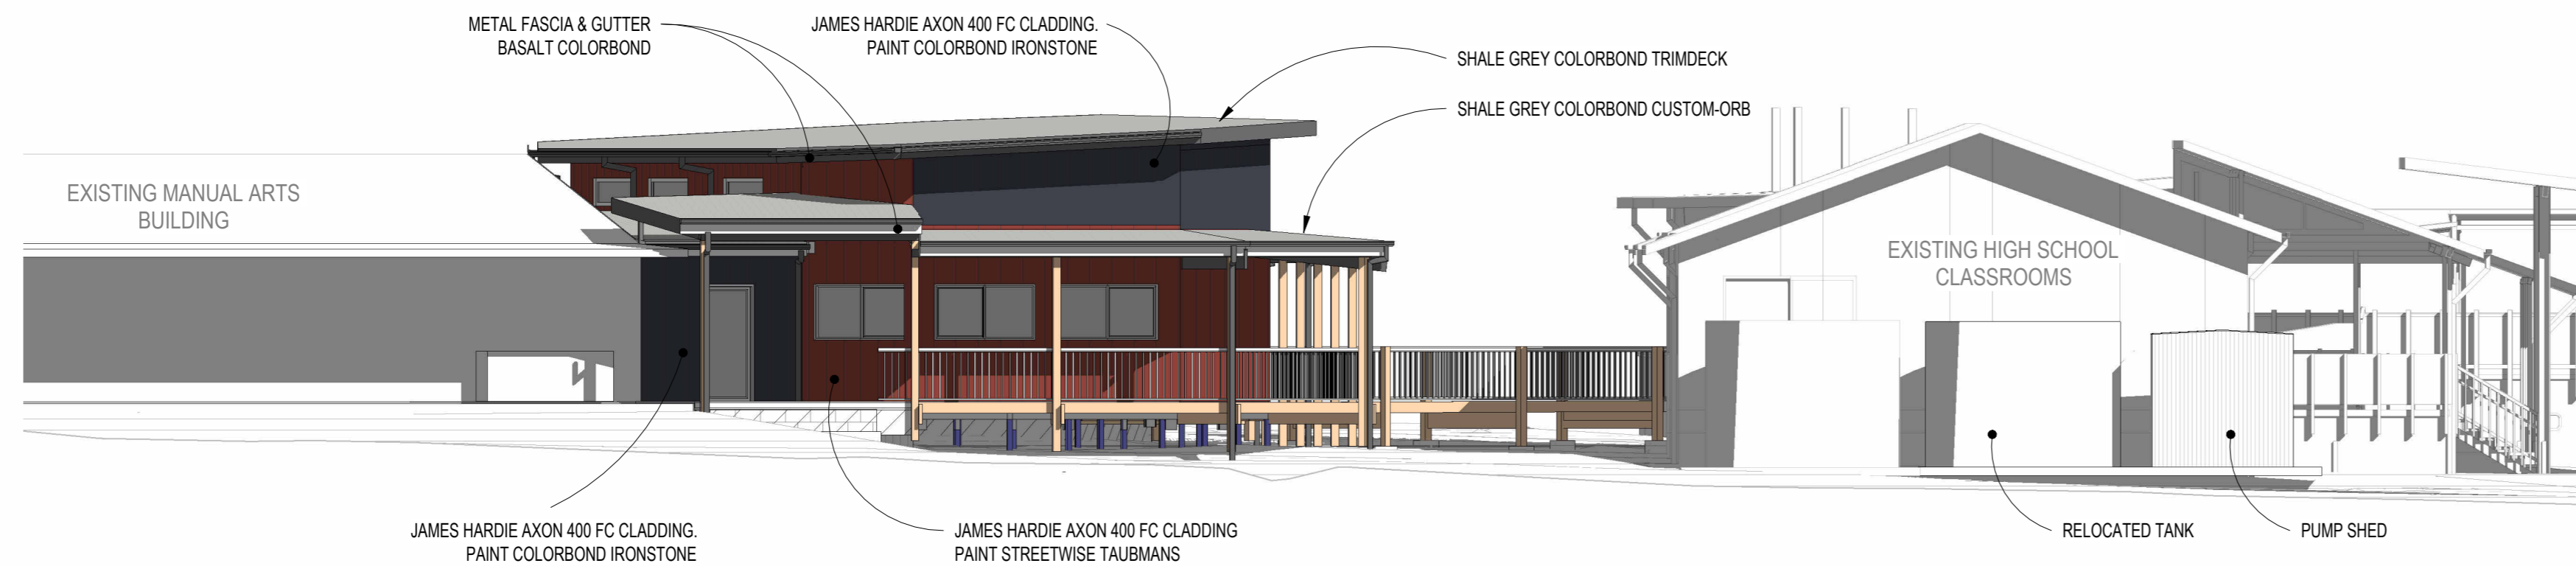 METAL FASCIA & GUTTER
BASALT COLORBOND
JAMES HARDIE AXON 400 FC CLADDING.
PAINT COLORBOND IRONSTONE
SHALE GREY COLORBOND TRIMDECK
SHALE GREY COLORBOND CUSTOM-ORB
EXISTING MANUAL ARTS
BUILDING
EXISTING HIGH SCHOOL
CLASSROOMS
JAMES HARDIE AXON 400 FC CLADDING.
PAINT COLORBOND IRONSTONE
JAMES HARDIE AXON 400 FC CLADDING
PAINT STREETWISE TAUBMANS
RELOCATED TANK
PUMP SHED